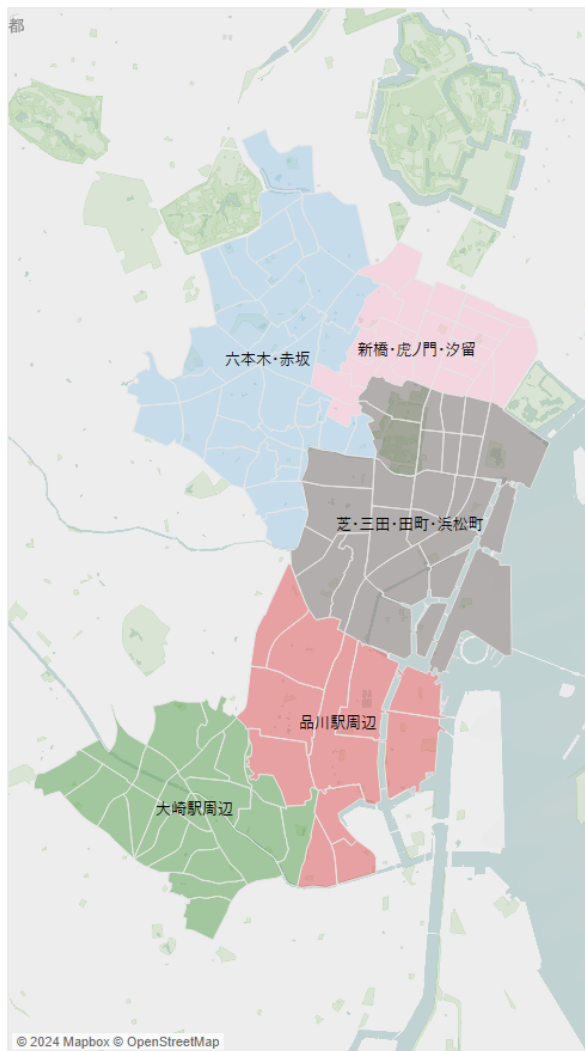 都
六本木・赤坂
新橋・虎ノ門・汐留
芝・三田・田町・浜松町
品川駅周辺
大崎駅周辺
© 2024 Mapbox © OpenStreetMap